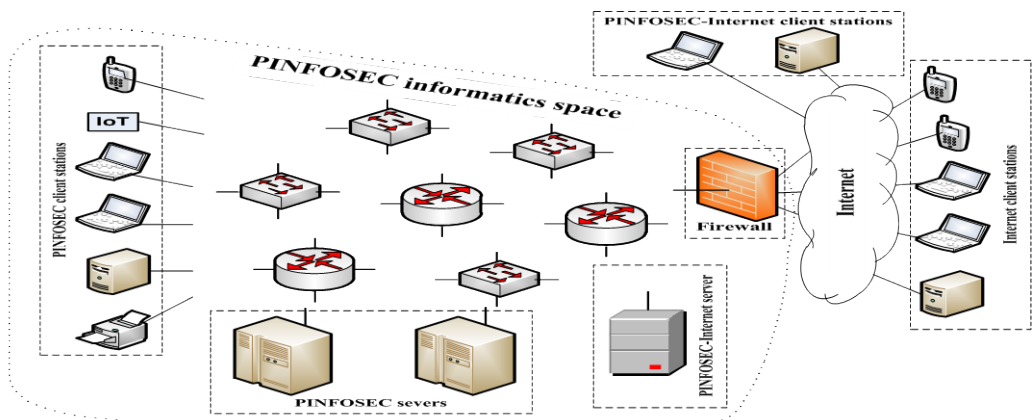 PINFOSEC-Internet client stations
PINFOSEC informatics space
PINFOSEC client stations
IoT
Firewall
Internet
Internet client stations
PINFOSEC-Internet server
PINFOSEC severs